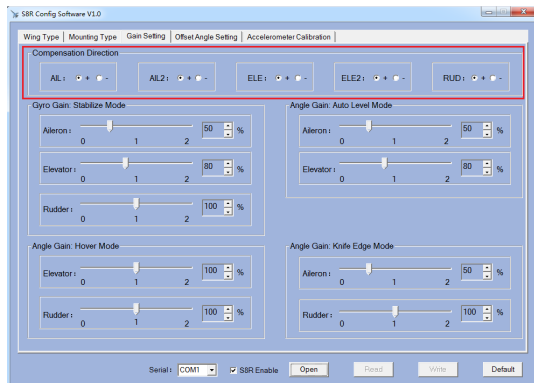 S8R Config Software V1.0
Wing Type Mounting Type Gain Setting Offset Angle Setting Accelerometer Calibration
Compensation Direction
AIL: + - AIL2: + - ELE: + - ELE2: + - RUD: + -
Gyro Gain: Stabilize Mode
Aileron: 50 %
0 1 2
Elevator: 80 %
0 1 2
Rudder: 100 %
0 1 2
Angle Gain: Auto Level Mode
Aileron: 50 %
0 1 2
Elevator: 80 %
0 1 2
Angle Gain: Hover Mode
Elevator: 100 %
0 1 2
Rudder: 100 %
0 1 2
Angle Gain: Knife Edge Mode
Aileron: 50 %
0 1 2
Rudder: 100 %
0 1 2
Serial: COM1 S8R Enable Open Read Write Default